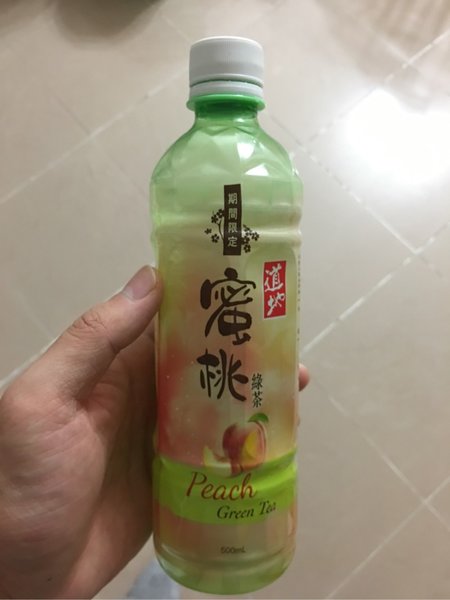 期間限定
道地
蜜桃
綠茶
Peach
Green Tea
500mL